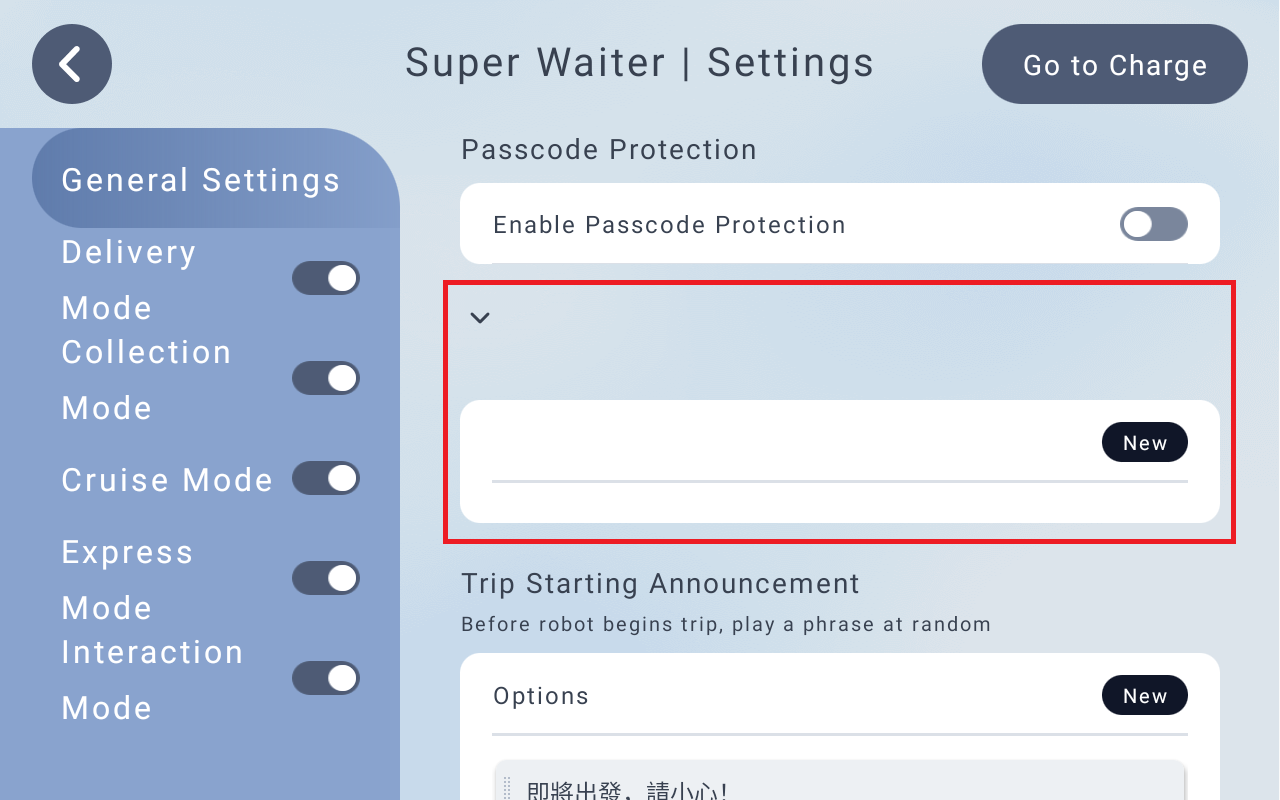 Super Waiter | Settings
Go to Charge
General Settings
Delivery
Mode
Collection
Mode
Cruise Mode
Express
Mode
Interaction
Mode
Passcode Protection
Enable Passcode Protection
New
Trip Starting Announcement
Before robot begins trip, play a phrase at random
Options
New
即將出發，請小心！